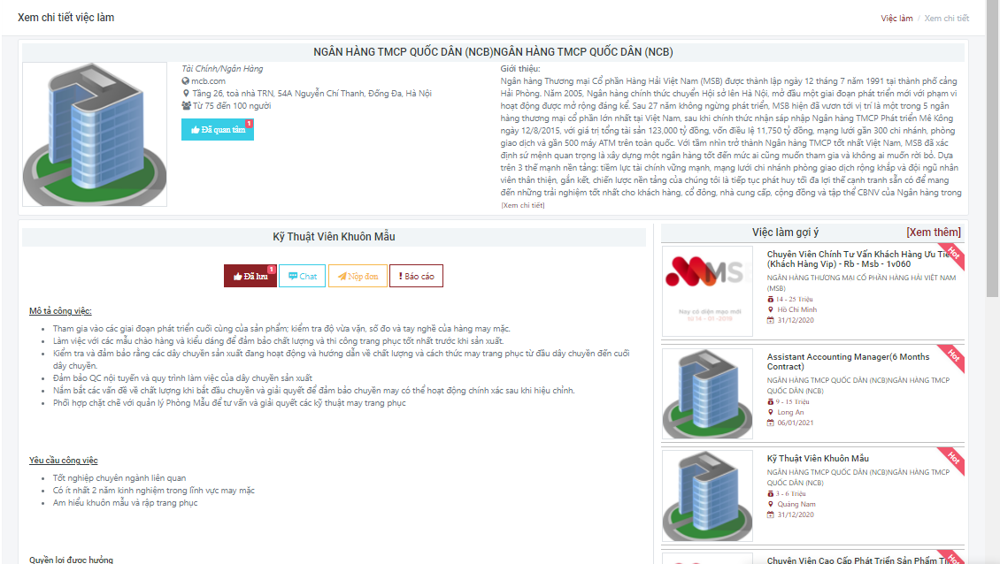 Xem chi tiết việc làm
Việc làm / Xem chi tiết
NGÂN HÀNG TMCP QUỐC DÂN (NCB)NGÂN HÀNG TMCP QUỐC DÂN (NCB)
Tài Chính/Ngân Hàng
mcb.com
Tầng 26, toà nhà TRN, 54A Nguyễn Chí Thanh, Đống Đa, Hà Nội
Từ 75 đến 100 người
Đã quan tâm 1
Giới thiệu:
Ngân hàng Thương mại Cổ phần Hàng Hải Việt Nam (MSB) được thành lập ngày 12 tháng 7 năm 1991 tại thành phố cảng
Hải Phòng. Năm 2005, Ngân hàng chính thức chuyển Hội sở lên Hà Nội, mở đầu một giai đoạn phát triển mới với phạm vi
hoạt động được mở rộng đáng kể. Sau 27 năm không ngừng phát triển, MSB hiện đã vươn tới vị trí là một trong 5 ngân
hàng thương mại cổ phần lớn nhất tại Việt Nam, sau khi chính thức nhận sáp nhập Ngân hàng TMCP Phát triển Mê Kông
ngày 12/8/2015, với giá trị tổng tài sản 123,000 tỷ đồng, vốn điều lệ 11,750 tỷ đồng, mạng lưới gần 300 chi nhánh, phòng
giao dịch và gần 500 máy ATM trên toàn quốc. Với tầm nhìn trở thành Ngân hàng TMCP tốt nhất Việt Nam, MSB đã xác
định sứ mệnh quan trọng là xây dựng một ngân hàng tốt đến mức ai cũng muốn tham gia và không ai muốn rời bỏ. Dựa
trên 3 thế mạnh nền tảng: tiềm lực tài chính vững mạnh, mạng lưới chi nhánh phòng giao dịch rộng khắp và đội ngũ nhân
viên thân thiện, gắn kết, chiến lược nền tảng của chúng tôi là tiếp tục phát huy tối đa lợi thế cạnh tranh sẵn có để mang
đến những trải nghiệm tốt nhất cho khách hàng, cổ đông, nhà cung cấp, cộng đồng và tập thể CBNV của Ngân hàng trong
[Xem chi tiết]
Kỹ Thuật Viên Khuôn Mẫu
Đã lưu 1
Chat
Nộp đơn
Báo cáo
Mô tả công việc:
Tham gia vào các giai đoạn phát triển cuối cùng của sản phẩm; kiểm tra độ vừa vặn, số đo và tay nghề của hàng may mặc.
Làm việc với các mẫu chào hàng và kiểu dáng để đảm bảo chất lượng và thi công trang phục tốt nhất trước khi sản xuất.
Kiểm tra và đảm bảo rằng các dây chuyền sản xuất đang hoạt động và hướng dẫn về chất lượng và cách thức may trang phục từ đầu dây chuyền đến cuối
dây chuyền.
Đảm bảo QC nội tuyến và quy trình làm việc của dây chuyền sản xuất
Nắm bắt các vấn đề về chất lượng khi bắt đầu chuyền và giải quyết để đảm bảo chuyền may có thể hoạt động chính xác sau khi hiệu chỉnh.
Phối hợp chặt chẽ với quản lý Phòng Mẫu để tư vấn và giải quyết các kỹ thuật may trang phục
Yêu cầu công việc
Tốt nghiệp chuyên ngành liên quan
Có ít nhất 2 năm kinh nghiệm trong lĩnh vực may mặc
Am hiểu khuôn mẫu và rập trang phục
Quyền lợi được hưởng
Việc làm gợi ý
[Xem thêm]
MSB
Nay có diện mạo mới
từ 14 - 01 -2019
Hot
Chuyên Viên Chính Tư Vấn Khách Hàng Ưu Tiê
(Khách Hàng Vip) - Rb - Msb - 1v060
NGÂN HÀNG THƯƠNG MẠI CỔ PHẦN HÀNG HẢI VIỆT NAM
(MSB)
14 - 25 Triệu
Hồ Chí Minh
31/12/2020
Hot
Assistant Accounting Manager(6 Months
Contract)
NGÂN HÀNG TMCP QUỐC DÂN (NCB)NGÂN HÀNG TMCP
QUỐC DÂN (NCB)
9 - 15 Triệu
Long An
06/01/2021
Hot
Kỹ Thuật Viên Khuôn Mẫu
NGÂN HÀNG TMCP QUỐC DÂN (NCB)NGÂN HÀNG TMCP
QUỐC DÂN (NCB)
3 - 6 Triệu
Quảng Nam
31/12/2020
Hot
Chuyên Viên Cao Cấp Phát Triển Sản Phẩm